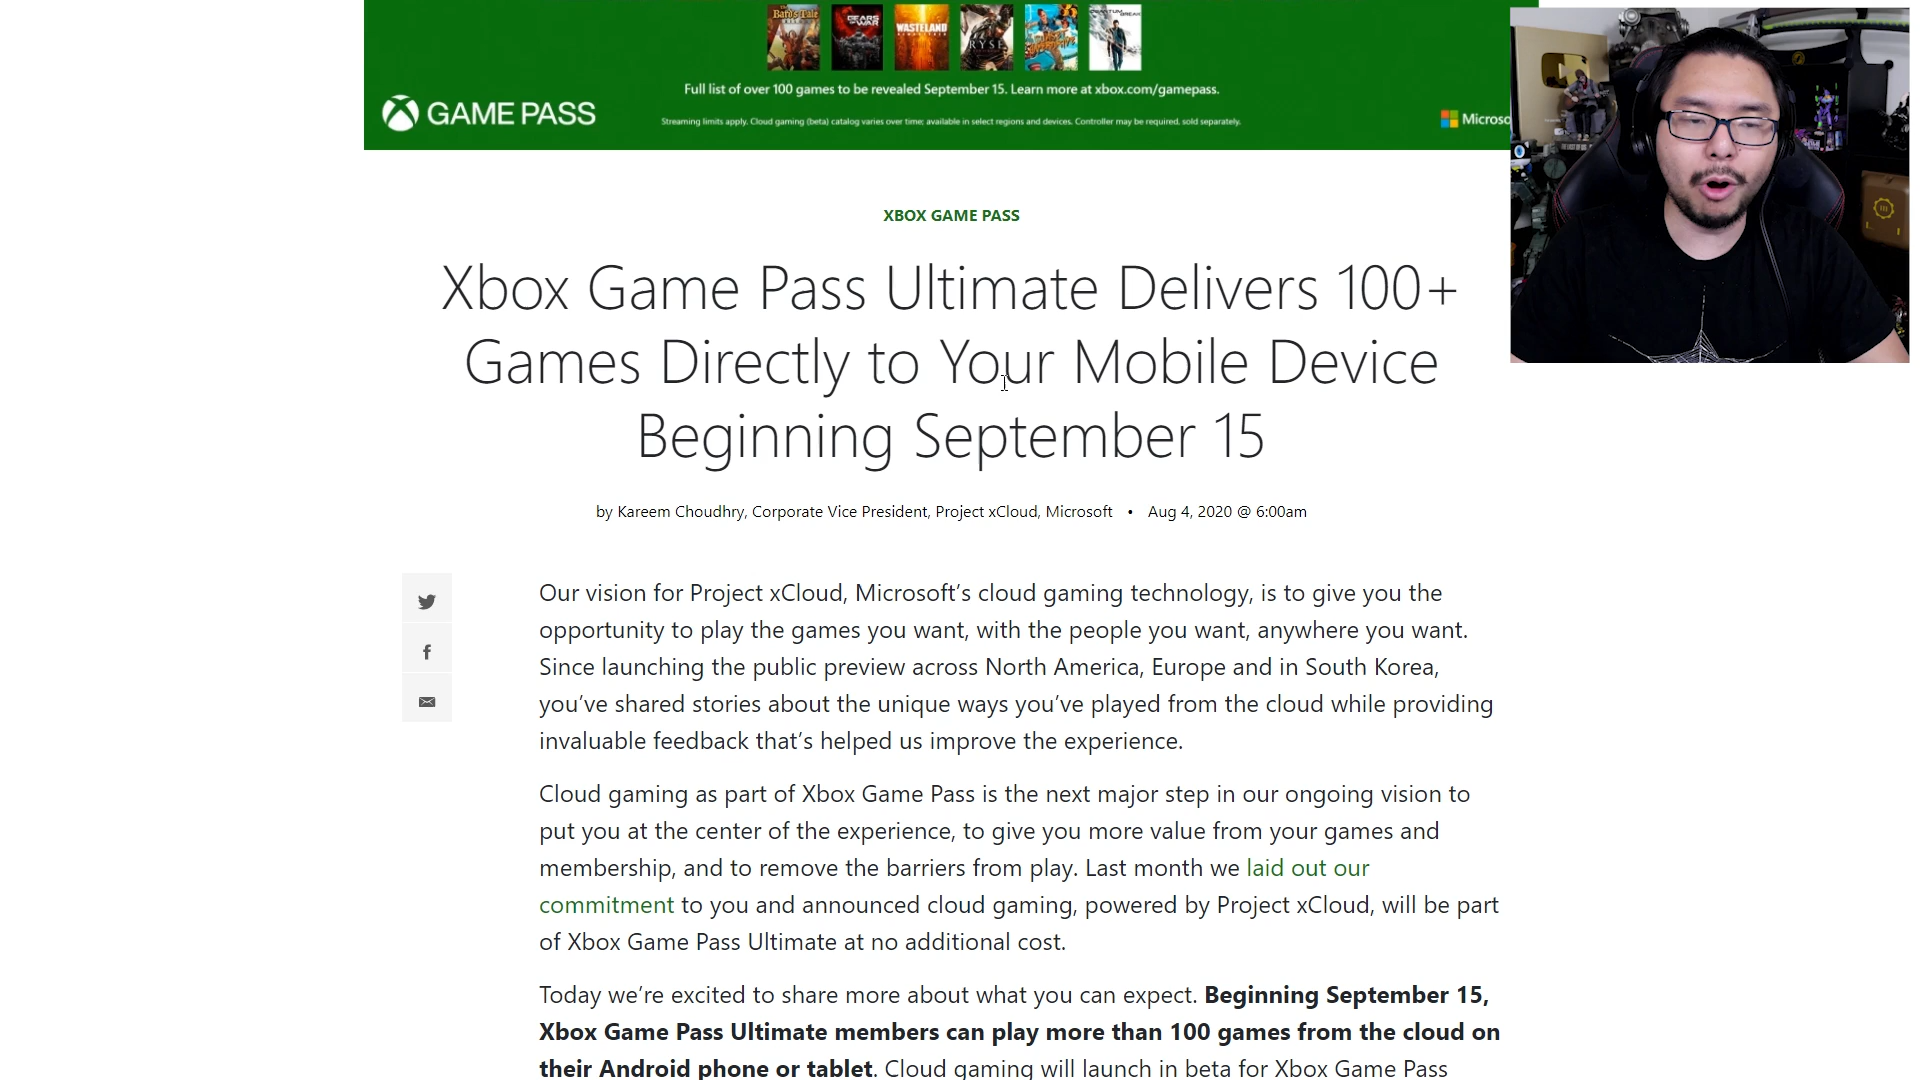 The Bard's Tale
GEARS OF WAR
WASTELAND
RYSE
QUANTUM BREAK
Full list of over 100 games to be revealed September 15. Learn more at xbox.com/gamepass.
GAME PASS
Streaming limits apply. Cloud gaming (beta) catalog varies over time; available in select regions and devices. Controller may be required, sold separately.
Microso
XBOX GAME PASS
Xbox Game Pass Ultimate Delivers 100+
Games Directly to Your Mobile Device
Beginning September 15
by Kareem Choudhry, Corporate Vice President, Project xCloud, Microsoft • Aug 4, 2020 @ 6:00am
Our vision for Project xCloud, Microsoft’s cloud gaming technology, is to give you the
opportunity to play the games you want, with the people you want, anywhere you want.
Since launching the public preview across North America, Europe and in South Korea,
you’ve shared stories about the unique ways you’ve played from the cloud while providing
invaluable feedback that’s helped us improve the experience.
Cloud gaming as part of Xbox Game Pass is the next major step in our ongoing vision to
put you at the center of the experience, to give you more value from your games and
membership, and to remove the barriers from play. Last month we laid out our
commitment to you and announced cloud gaming, powered by Project xCloud, will be part
of Xbox Game Pass Ultimate at no additional cost.
Today we’re excited to share more about what you can expect. Beginning September 15,
Xbox Game Pass Ultimate members can play more than 100 games from the cloud on
their Android phone or tablet. Cloud gaming will launch in beta for Xbox Game Pass